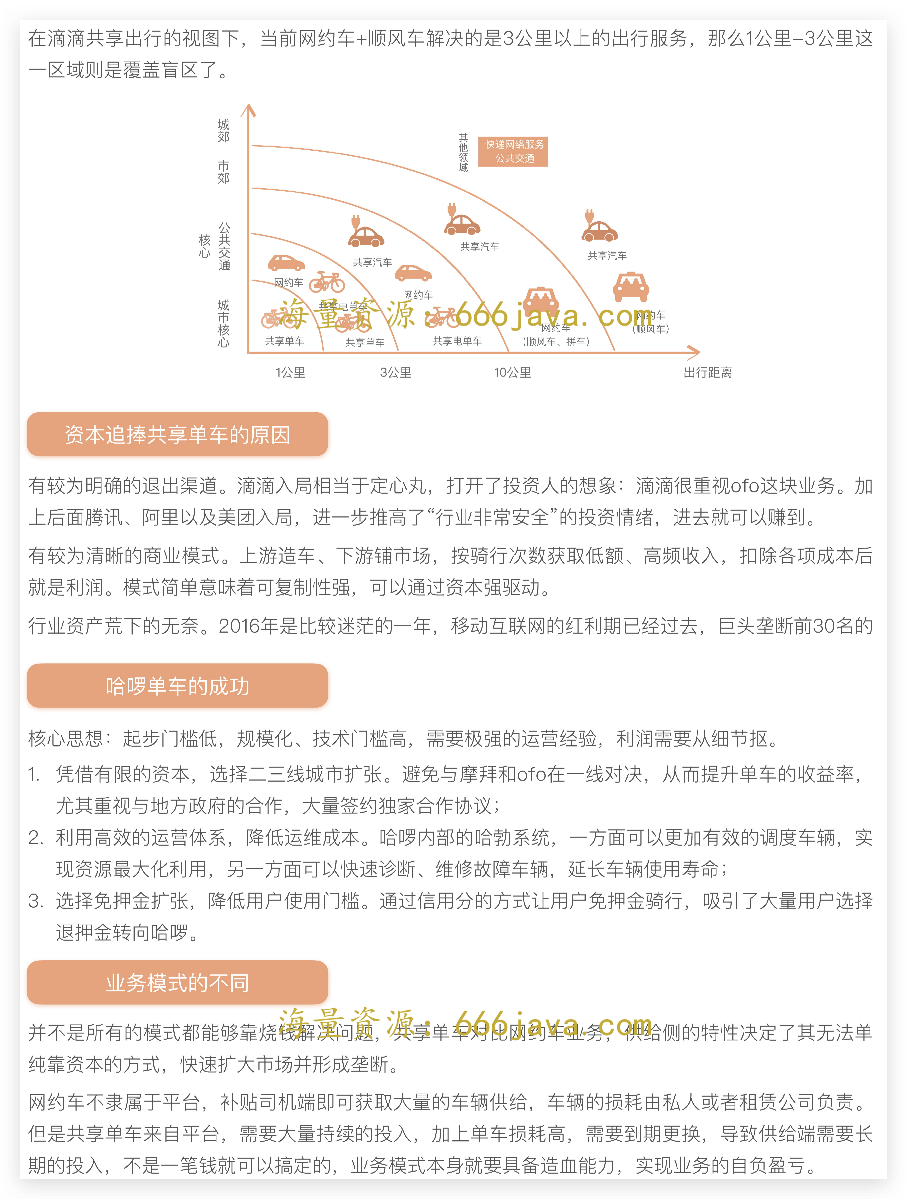 在滴滴共享出行的视图下，当前网约车+顺风车解决的是3公里以上的出行服务，那么1公里-3公里这
一区域则是覆盖盲区了。
城郊
市郊
公共交通
核心
城市核心
其他领域
快递网络服务
公共交通
共享汽车
共享汽车
共享汽车
网约车
共享电单车
网约车
海量资源：666java.com
网约车
（顺风车、拼车）
网约车
（顺风车）
共享单车
共享单车
共享电单车
1公里
3公里
10公里
出行距离
资本追捧共享单车的原因
有较为明确的退出渠道。滴滴入局相当于定心丸，打开了投资人的想象：滴滴很重视ofo这块业务。加
上后面腾讯、阿里以及美团入局，进一步推高了“行业非常安全”的投资情绪，进去就可以赚到。
有较为清晰的商业模式。上游造车、下游铺市场，按骑行次数获取低额、高频收入，扣除各项成本后
就是利润。模式简单意味着可复制性强，可以通过资本强驱动。
行业资产荒下的无奈。2016年是比较迷茫的一年，移动互联网的红利期已经过去，巨头垄断前30名的
哈啰单车的成功
核心思想：起步门槛低，规模化、技术门槛高，需要极强的运营经验，利润需要从细节抠。
1. 凭借有限的资本，选择二三线城市扩张。避免与摩拜和ofo在一线对决，从而提升单车的收益率，
尤其重视与地方政府的合作，大量签约独家合作协议；
2. 利用高效的运营体系，降低运维成本。哈啰内部的哈勃系统，一方面可以更加有效的调度车辆，实
现资源最大化利用，另一方面可以快速诊断、维修故障车辆，延长车辆使用寿命；
3. 选择免押金扩张，降低用户使用门槛。通过信用分的方式让用户免押金骑行，吸引了大量用户选择
退押金转向哈啰。
业务模式的不同
海量资源：666java.com
并不是所有的模式都能够靠烧钱解决问题，共享单车对比网约车业务，供给侧的特性决定了其无法单
纯靠资本的方式，快速扩大市场并形成垄断。
网约车不隶属于平台，补贴司机端即可获取大量的车辆供给，车辆的损耗由私人或者租赁公司负责。
但是共享单车来自平台，需要大量持续的投入，加上单车损耗高，需要到期更换，导致供给端需要长
期的投入，不是一笔钱就可以搞定的，业务模式本身就要具备造血能力，实现业务的自负盈亏。